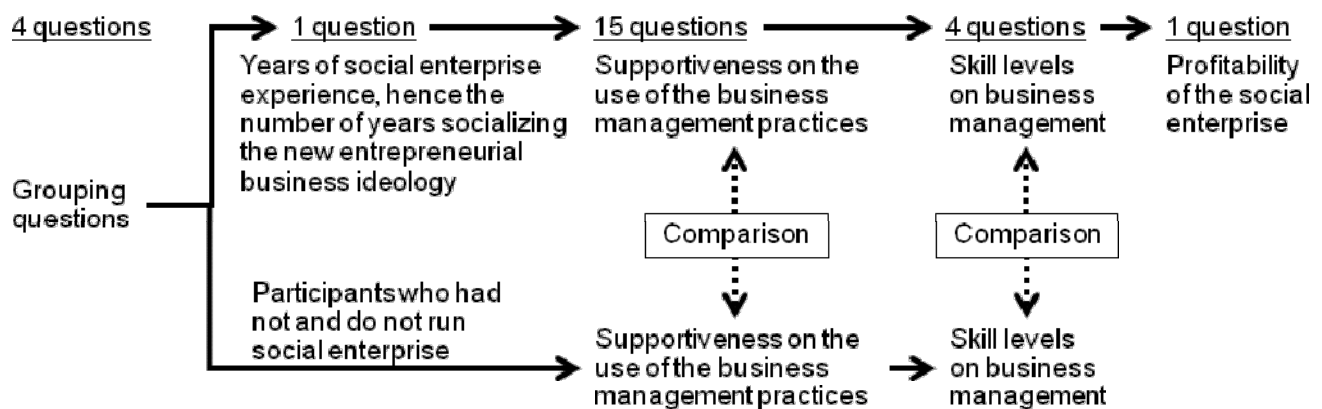 4 questions
1 question
15 questions
4 questions
1 question
Years of social enterprise
experience, hence the
number of years socializing
the new entrepreneurial
business ideology
Supportiveness on the
use of the business
management practices
Skill levels
on business
management
Profitability
of the social
enterprise
Grouping
questions
Comparison
Comparison
Participants who had
not and do not run
social enterprise
Supportiveness on the
use of the business
management practices
Skill levels
on business
management